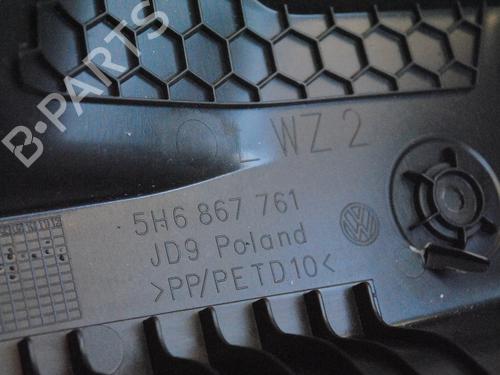 B-PARTS
L WZ 2
5H6 867 761
JD9 Poland
>PP/PETD10<